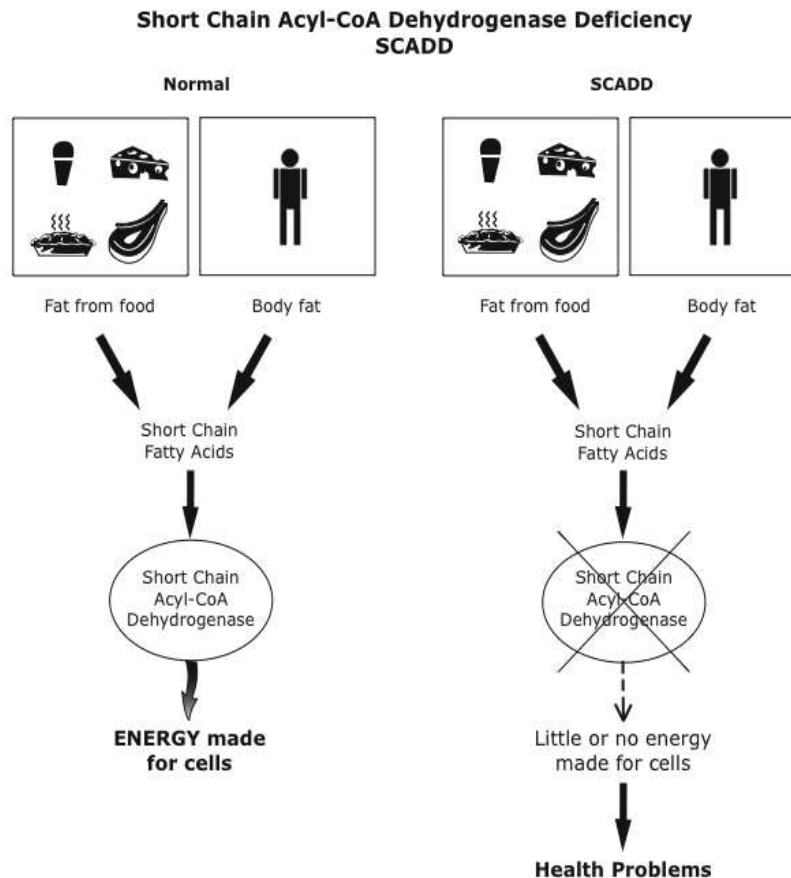 Short Chain Acyl-CoA Dehydrogenase Deficiency
SCADD
Normal
Fat from food
Body fat
Short Chain
Fatty Acids
Short Chain
Acyl-CoA
Dehydrogenase
ENERGY made
for cells
SCADD
Fat from food
Body fat
Short Chain
Fatty Acids
Short Chain
Acyl-CoA
Dehydrogenase
Little or no energy
made for cells
Health Problems